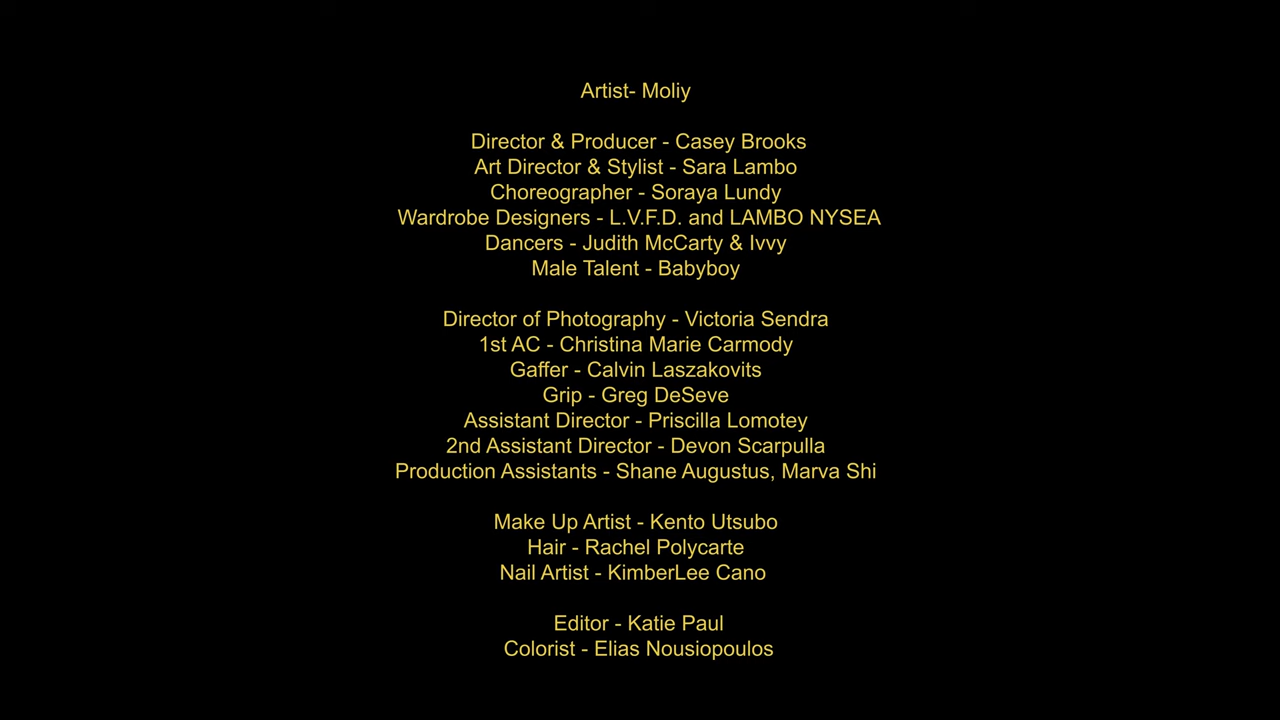 Artist- Moliy
Director & Producer - Casey Brooks
Art Director & Stylist - Sara Lambo
Choreographer - Soraya Lundy
Wardrobe Designers - L.V.F.D. and LAMBO NYSEA
Dancers - Judith McCarty & Ivvy
Male Talent - Babyboy
Director of Photography - Victoria Sendra
1st AC - Christina Marie Carmody
Gaffer - Calvin Laszakovits
Grip - Greg DeSeve
Assistant Director - Priscilla Lomotey
2nd Assistant Director - Devon Scarpulla
Production Assistants - Shane Augustus, Marva Shi
Make Up Artist - Kento Utsubo
Hair - Rachel Polycarte
Nail Artist - KimberLee Cano
Editor - Katie Paul
Colorist - Elias Nousiopoulos